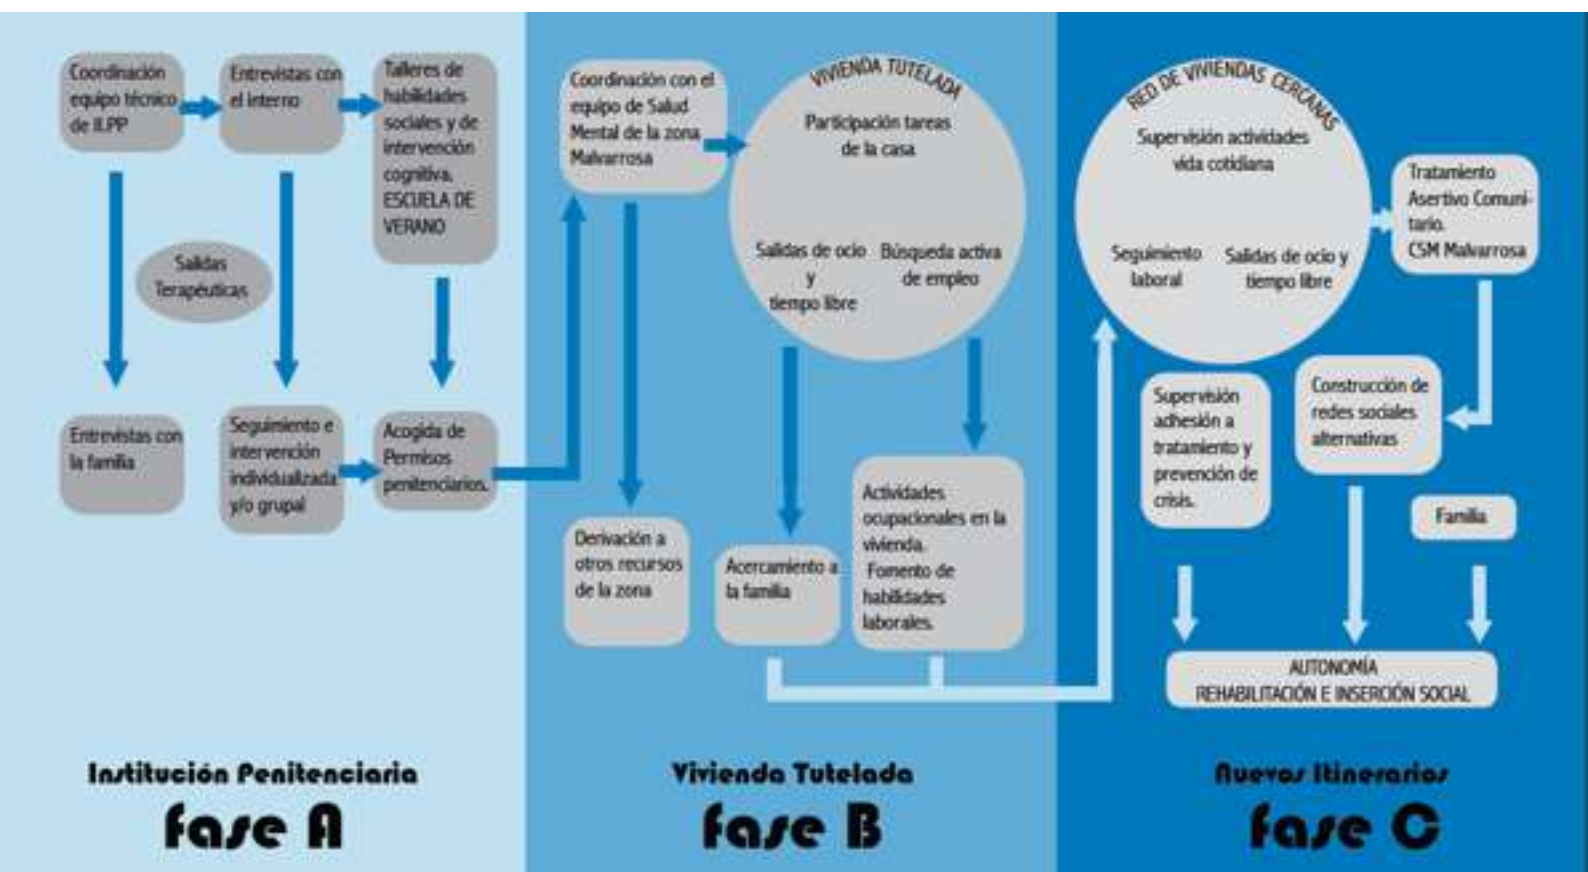 Coordinación
equipo técnico
de II.PP
Entrevistas con
el interno
Talleres de
habilidades
sociales y de
intervención
cognitiva.
ESCUELA DE
VERANO
Salidas
Terapéuticas
Entrevistas con
la familia
Seguimiento e
intervención
individualizada
y/o grupal
Acogida de
Permisos
penitenciarios.
Institución Penitenciaria
fase A
Coordinación con el
equipo de Salud
Mental de la zona
Malvarrosa
VIVIENDA TUTELADA
Participación tareas
de la casa
Salidas de ocio
y
tiempo libre
Búsqueda activa
de empleo
Derivación a
otros recursos
de la zona
Acercamiento a
la familia
Actividades
ocupacionales en la
vivienda.
Fomento de
habilidades
laborales.
Vivienda Tutelada
fase B
RED DE VIVIENDAS CERCANAS
Supervisión actividades
vida cotidiana
Seguimiento
laboral
Salidas de ocio y
tiempo libre
Tratamiento
Asertivo Comuni-
tario.
CSM Malvarrosa
Supervisión
adhesión a
tratamiento y
prevención de
crisis.
Construcción de
redes sociales
alternativas
Familia
AUTONOMÍA
REHABILITACIÓN E INSERCIÓN SOCIAL
Nuevos Itinerarios
fase C